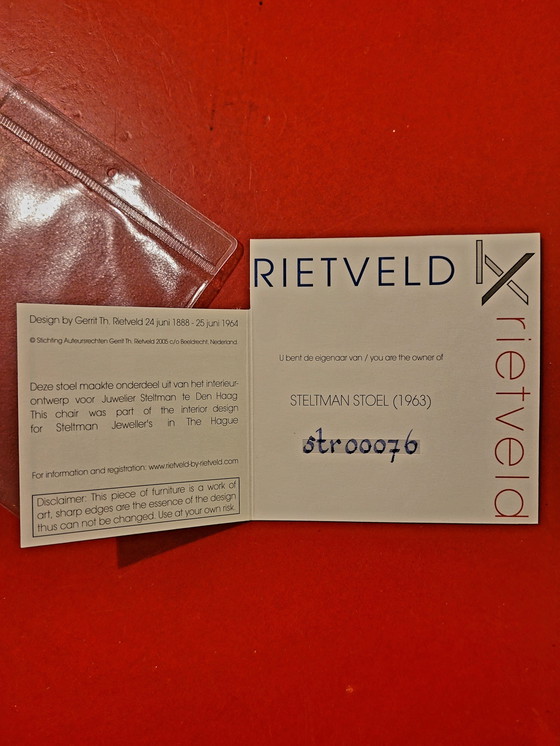 Design by Gerrit Th. Rietveld 24 juni 1888 - 25 juni 1964
© Stichting Auteursrechten Gerrit Th. Rietveld 2005 c/o Beeldrecht, Nederland.
Deze stoel maakte onderdeel uit van het interieur-
ontwerp voor Juwelier Steltman te Den Haag
This chair was part of the interior design
for Steltman Jeweller's in The Hague
For information and registration: www.rietveld-by-rietveld.com
Disclaimer: This piece of furniture is a work of
art, sharp edges are the essence of the design
thus can not be changed. Use at your own risk.
RIETVELD
rietveld
U bent de eigenaar van / you are the owner of
STELTMAN STOEL (1963)
str00076